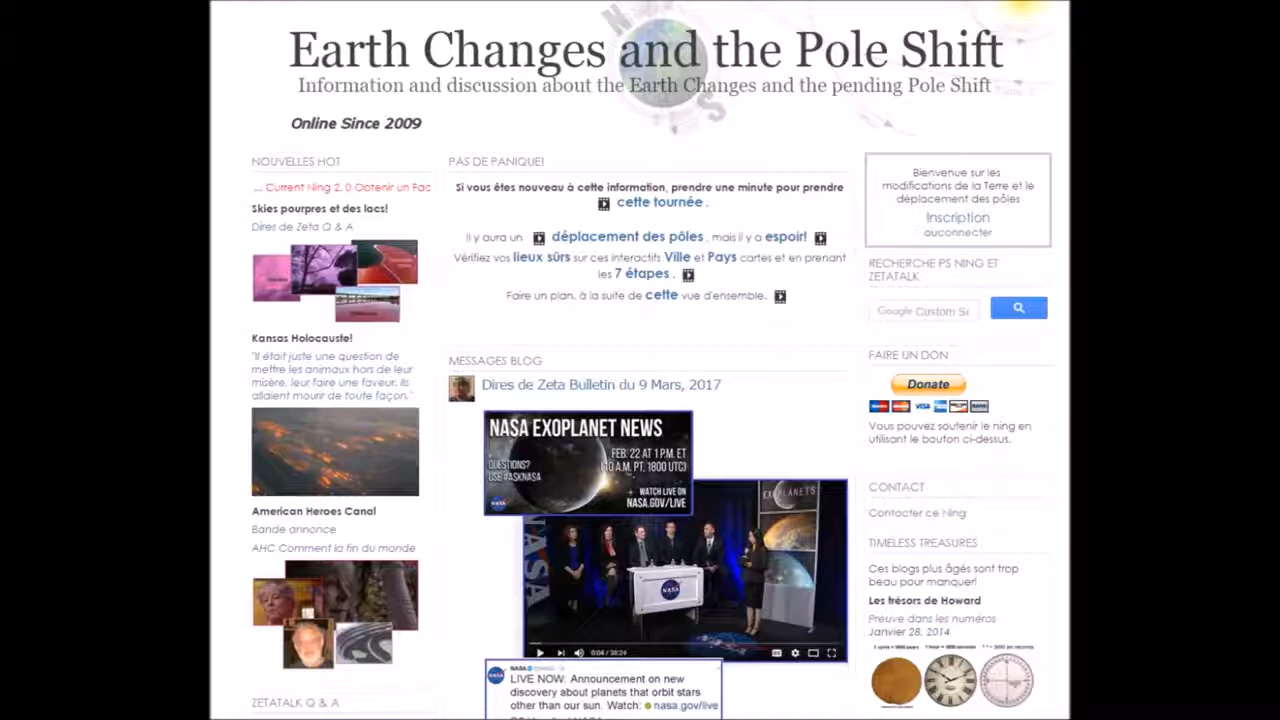 Earth Changes and the Pole Shift
Information and discussion about the Earth Changes and the pending Pole Shift
Online Since 2009
NOUVELLES HOT
... Current Ning 2. 0 Obtenir un Fac
Skies pourpres et des lacs!
Dires de Zeta Q & A
Kansas Holocauste!
"Il était juste une question de
mettre les animaux hors de leur
misère, leur faire une faveur. Ils
allaient mourir de toute façon."
American Heroes Canal
Bande annonce
AHC Comment la fin du monde
ZETATALK Q & A
PAS DE PANIQUE!
Si vous êtes nouveau à cette information, prendre une minute pour prendre
cette tournée .
Il y aura un déplacement des pôles , mais il y a espoir!
Vérifiez vos lieux sûrs sur ces interactifs Ville et Pays cartes et en prenant
les 7 étapes .
Faire un plan, à la suite de cette vue d'ensemble.
MESSAGES BLOG
Dires de Zeta Bulletin du 9 Mars, 2017
NASA EXOPLANET NEWS
FEB. 22 AT 1 P.M. ET
(10 A.M. PT, 1800 UTC)
QUESTIONS?
USE #ASKNASA
WATCH LIVE ON
NASA.GOV/LIVE
EXOPLANETS
NASA
0:04 / 38:24
NASA
LIVE NOW: Announcement on new
discovery about planets that orbit stars
other than our sun. Watch: nasa.gov/live
Bienvenue sur les
modifications de la Terre et le
déplacement des pôles
Inscription
ouconnecter
RECHERCHE PS NING ET
ZETATALK
Google Custom Se
FAIRE UN DON
Donate
VISA
Vous pouvez soutenir le ning en
utilisant le bouton ci-dessus.
CONTACT
Contacter ce Ning
TIMELESS TREASURES
Ces blogs plus âgés sont trop
beau pour manquer!
Les trésors de Howard
Preuve dans les numéros
Janvier 28, 2014